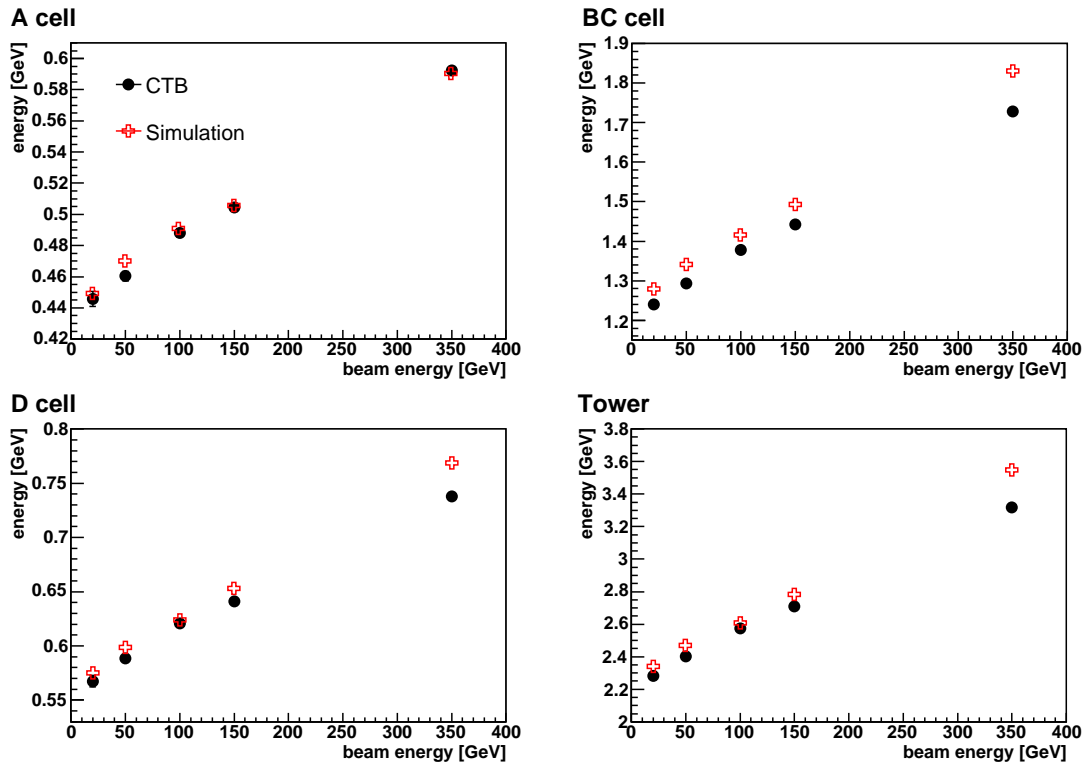 A cell
energy [GeV]
0.6
0.58
0.56
0.54
0.52
0.5
0.48
0.46
0.44
0.42
CTB
Simulation
0 50 100 150 200 250 300 350 400
beam energy [GeV]
BC cell
energy [GeV]
1.9
1.8
1.7
1.6
1.5
1.4
1.3
1.2
0 50 100 150 200 250 300 350 400
beam energy [GeV]
D cell
energy [GeV]
0.8
0.75
0.7
0.65
0.6
0.55
0 50 100 150 200 250 300 350 400
beam energy [GeV]
Tower
energy [GeV]
3.8
3.6
3.4
3.2
3
2.8
2.6
2.4
2.2
2
0 50 100 150 200 250 300 350 400
beam energy [GeV]